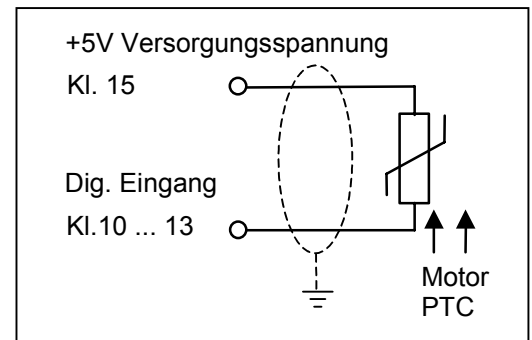 +5V Versorgungsspannung
Kl. 15
Dig. Eingang
Kl.10 ... 13
Motor
PTC